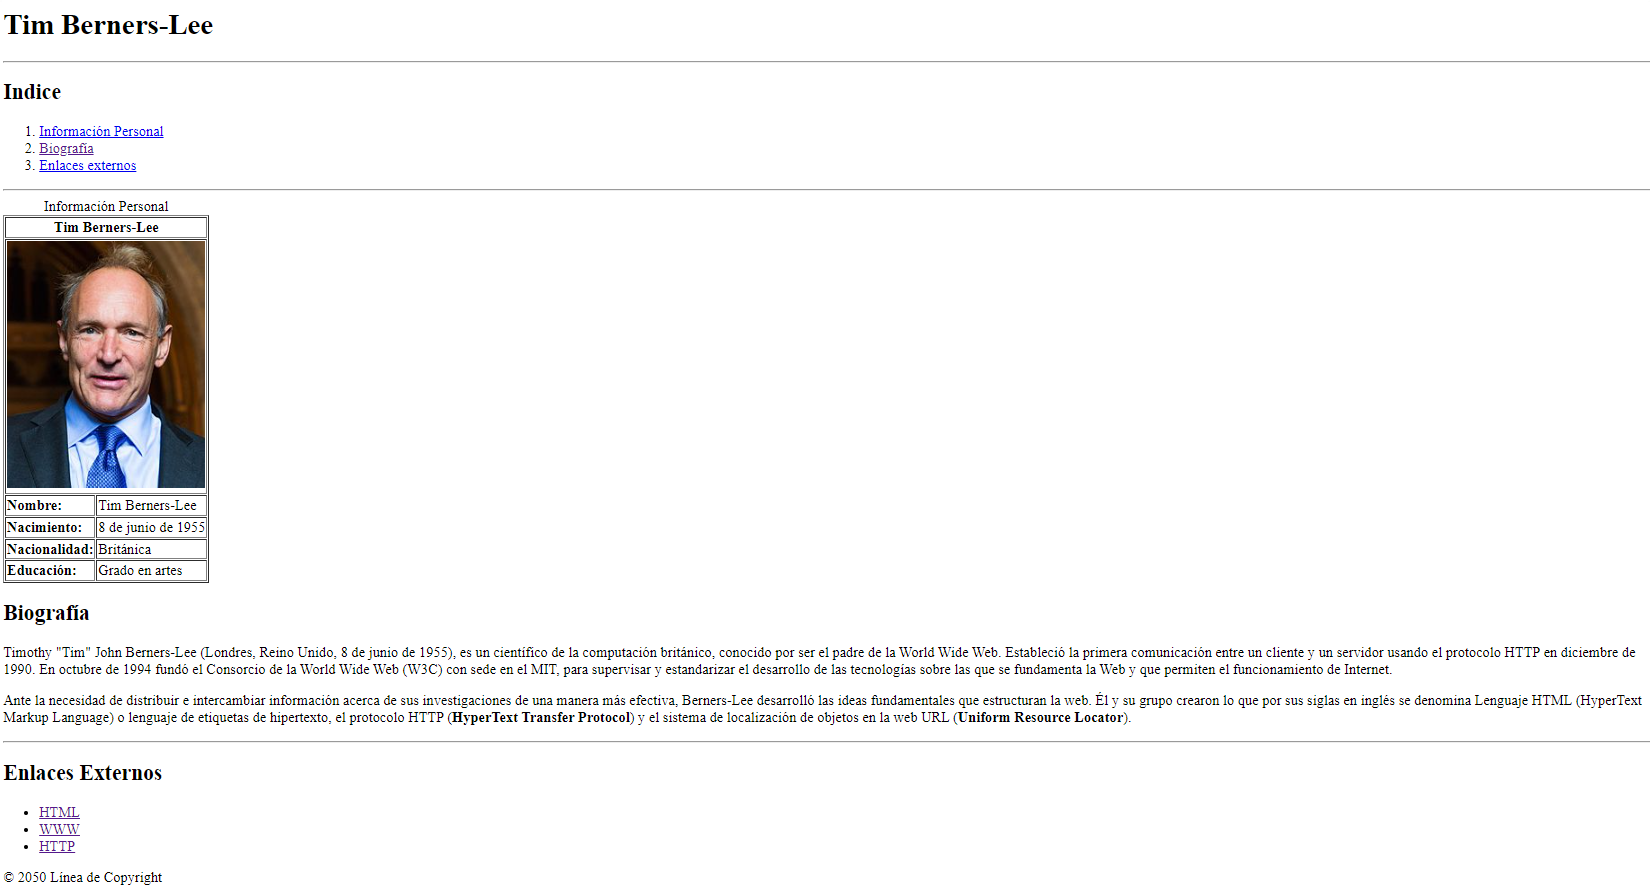 Tim Berners-Lee
Indice
1. Información Personal
2. Biografía
3. Enlaces externos
Información Personal
Tim Berners-Lee
Nombre: Tim Berners-Lee
Nacimiento: 8 de junio de 1955
Nacionalidad: Británica
Educación: Grado en artes
Biografía
Timothy "Tim" John Berners-Lee (Londres, Reino Unido, 8 de junio de 1955), es un científico de la computación británico, conocido por ser el padre de la World Wide Web. Estableció la primera comunicación entre un cliente y un servidor usando el protocolo HTTP en diciembre de
1990. En octubre de 1994 fundó el Consorcio de la World Wide Web (W3C) con sede en el MIT, para supervisar y estandarizar el desarrollo de las tecnologías sobre las que se fundamenta la Web y que permiten el funcionamiento de Internet.
Ante la necesidad de distribuir e intercambiar información acerca de sus investigaciones de una manera más efectiva, Berners-Lee desarrolló las ideas fundamentales que estructuran la web. Él y su grupo crearon lo que por sus siglas en inglés se denomina Lenguaje HTML (HyperText
Markup Language) o lenguaje de etiquetas de hipertexto, el protocolo HTTP (HyperText Transfer Protocol) y el sistema de localización de objetos en la web URL (Uniform Resource Locator).
Enlaces Externos
• HTML
• WWW
• HTTP
© 2050 Línea de Copyright